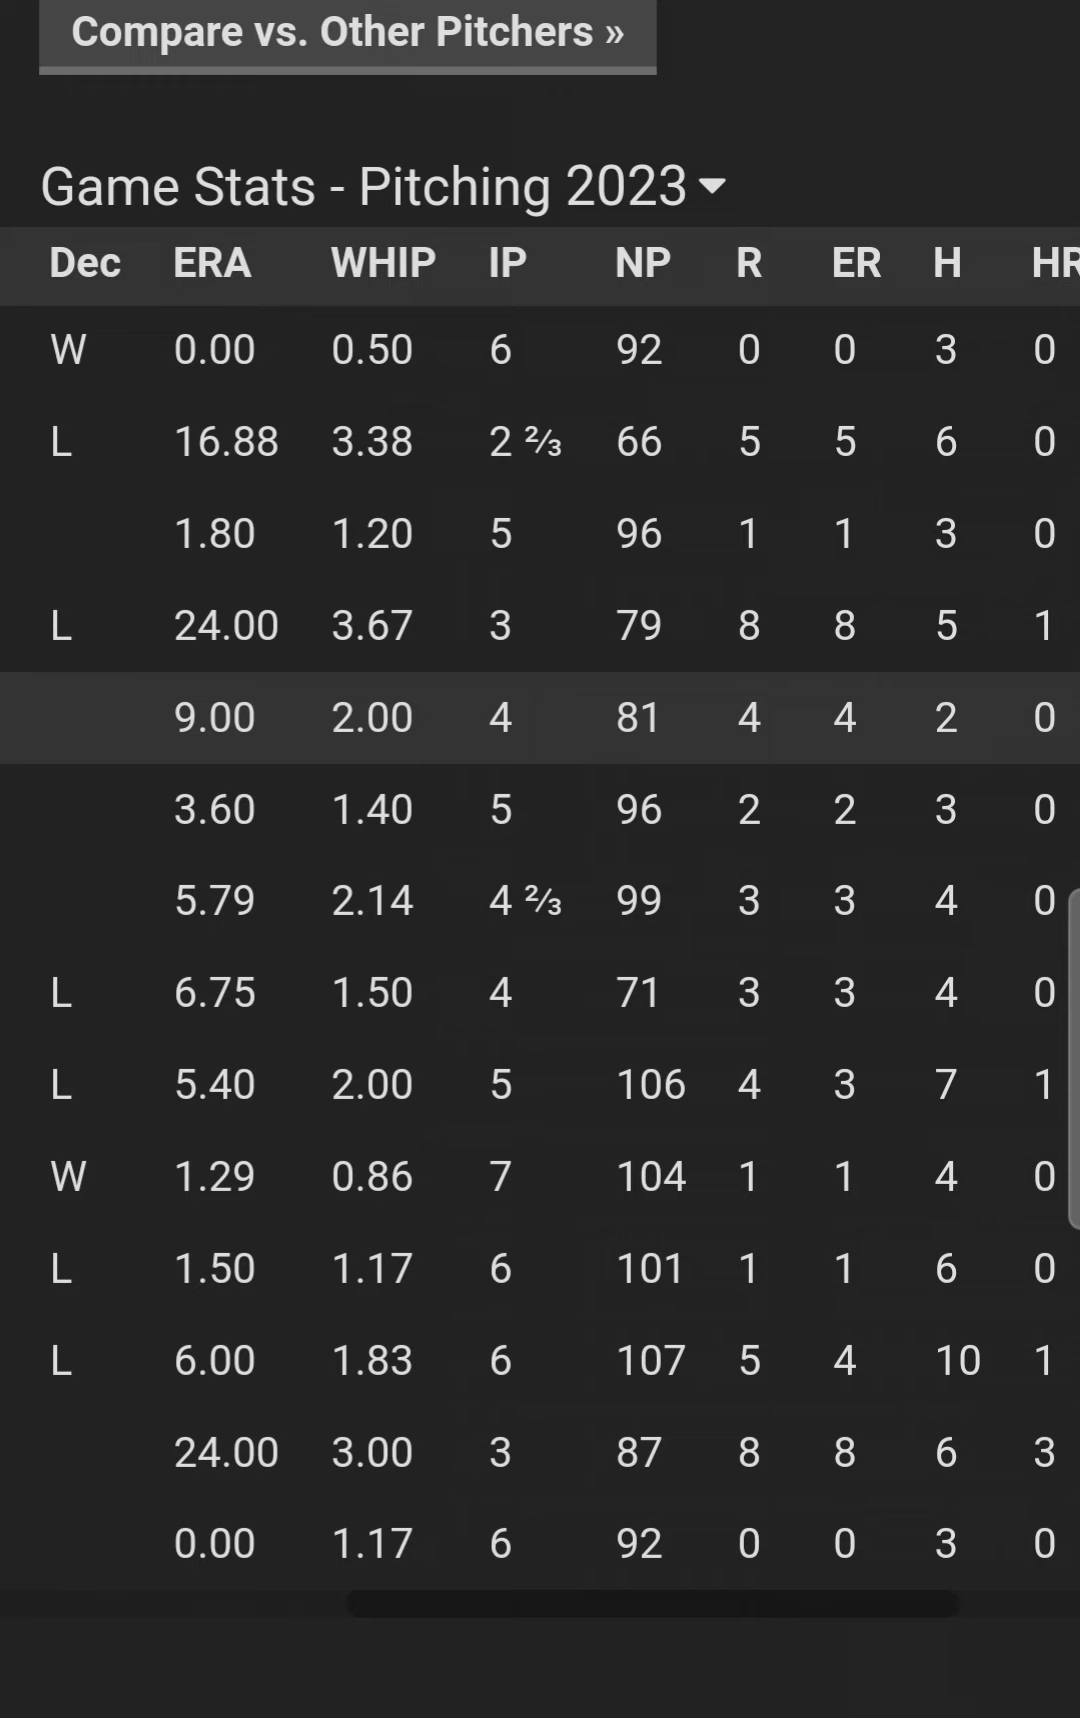 Compare vs. Other Pitchers »
Game Stats - Pitching 2023
Dec ERA WHIP IP NP R ER H HR
W 0.00 0.50 6 92 0 0 3 0
L 16.88 3.38 2 ⅔ 66 5 5 6 0
1.80 1.20 5 96 1 1 3 0
L 24.00 3.67 3 79 8 8 5 1
9.00 2.00 4 81 4 4 2 0
3.60 1.40 5 96 2 2 3 0
5.79 2.14 4 ⅔ 99 3 3 4 0
L 6.75 1.50 4 71 3 3 4 0
L 5.40 2.00 5 106 4 3 7 1
W 1.29 0.86 7 104 1 1 4 0
L 1.50 1.17 6 101 1 1 6 0
L 6.00 1.83 6 107 5 4 10 1
24.00 3.00 3 87 8 8 6 3
0.00 1.17 6 92 0 0 3 0